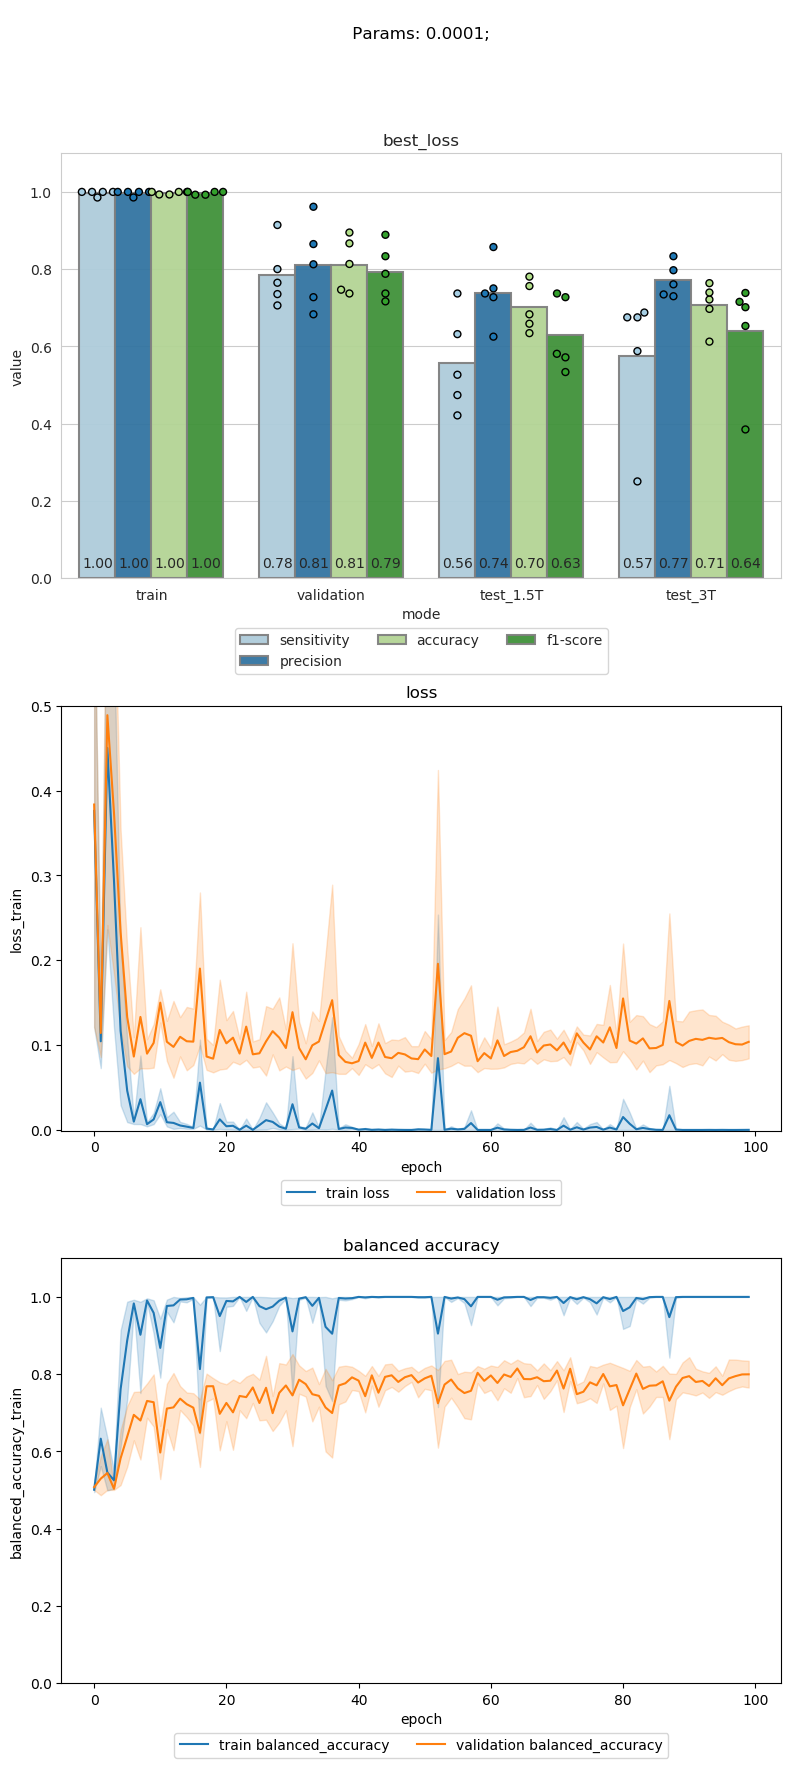 Params: 0.0001;
best_loss
value
1.0
0.8
0.6
0.4
0.2
0.0
1.00 1.00 1.00 1.00 0.78 0.81 0.81 0.79 0.56 0.74 0.70 0.63 0.57 0.77 0.71 0.64
train validation test_1.5T test_3T
mode
sensitivity accuracy f1-score
precision
loss
loss_train
0.5
0.4
0.3
0.2
0.1
0.0
0 20 40 60 80 100
epoch
train loss validation loss
balanced accuracy
balanced_accuracy_train
1.0
0.8
0.6
0.4
0.2
0.0
0 20 40 60 80 100
epoch
train balanced_accuracy validation balanced_accuracy